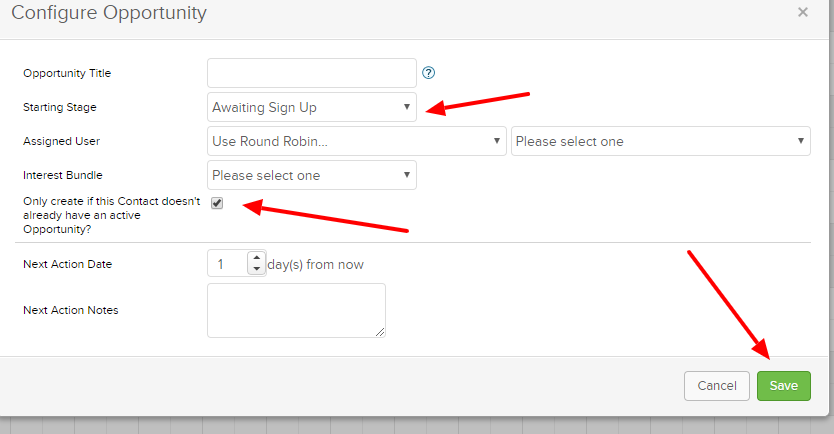 Configure Opportunity ×
Opportunity Title ?
Starting Stage Awaiting Sign Up
Assigned User Use Round Robin... Please select one
Interest Bundle Please select one
Only create if this Contact doesn't
already have an active
Opportunity?
Next Action Date 1 day(s) from now
Next Action Notes
Cancel Save